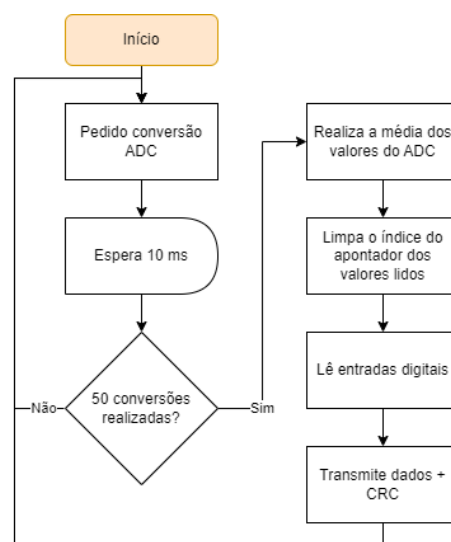 Início
Pedido conversão
ADC
Espera 10 ms
50 conversões
realizadas?
Não
Sim
Realiza a média dos
valores do ADC
Limpa o índice do
apontador dos
valores lidos
Lê entradas digitais
Transmite dados +
CRC